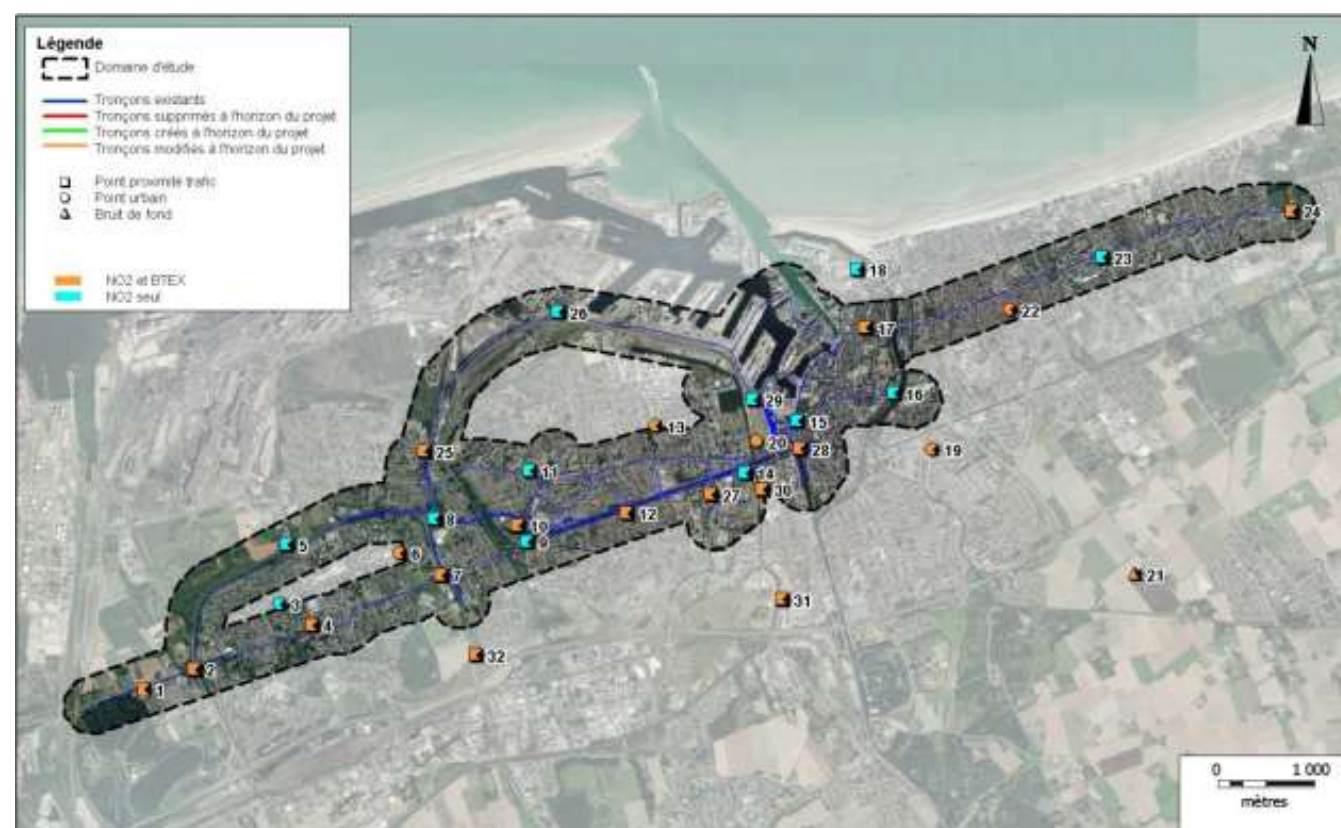 Légende
Domaine d'étude
Tronçons existants
Tronçons supprimés à l'horizon du projet
Tronçons créés à l'horizon du projet
Tronçons modifiés à l'horizon du projet
Point proximité trafic
Point urbain
Bruit de fond
NO2 et BTEX
NO2 seul
N
24
23
18
22
26
17
16
29
15
13
20
28
19
25
11
14
30
27
12
8
10
9
5
6
7
21
3
31
4
32
2
1
0 1 000
mètres